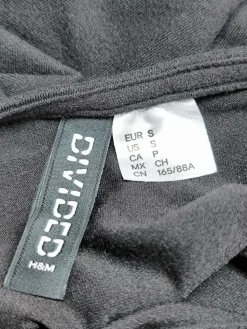 DIVIDED
H&M
EUR S
US S
CA P
MX CH
CN 165/88A